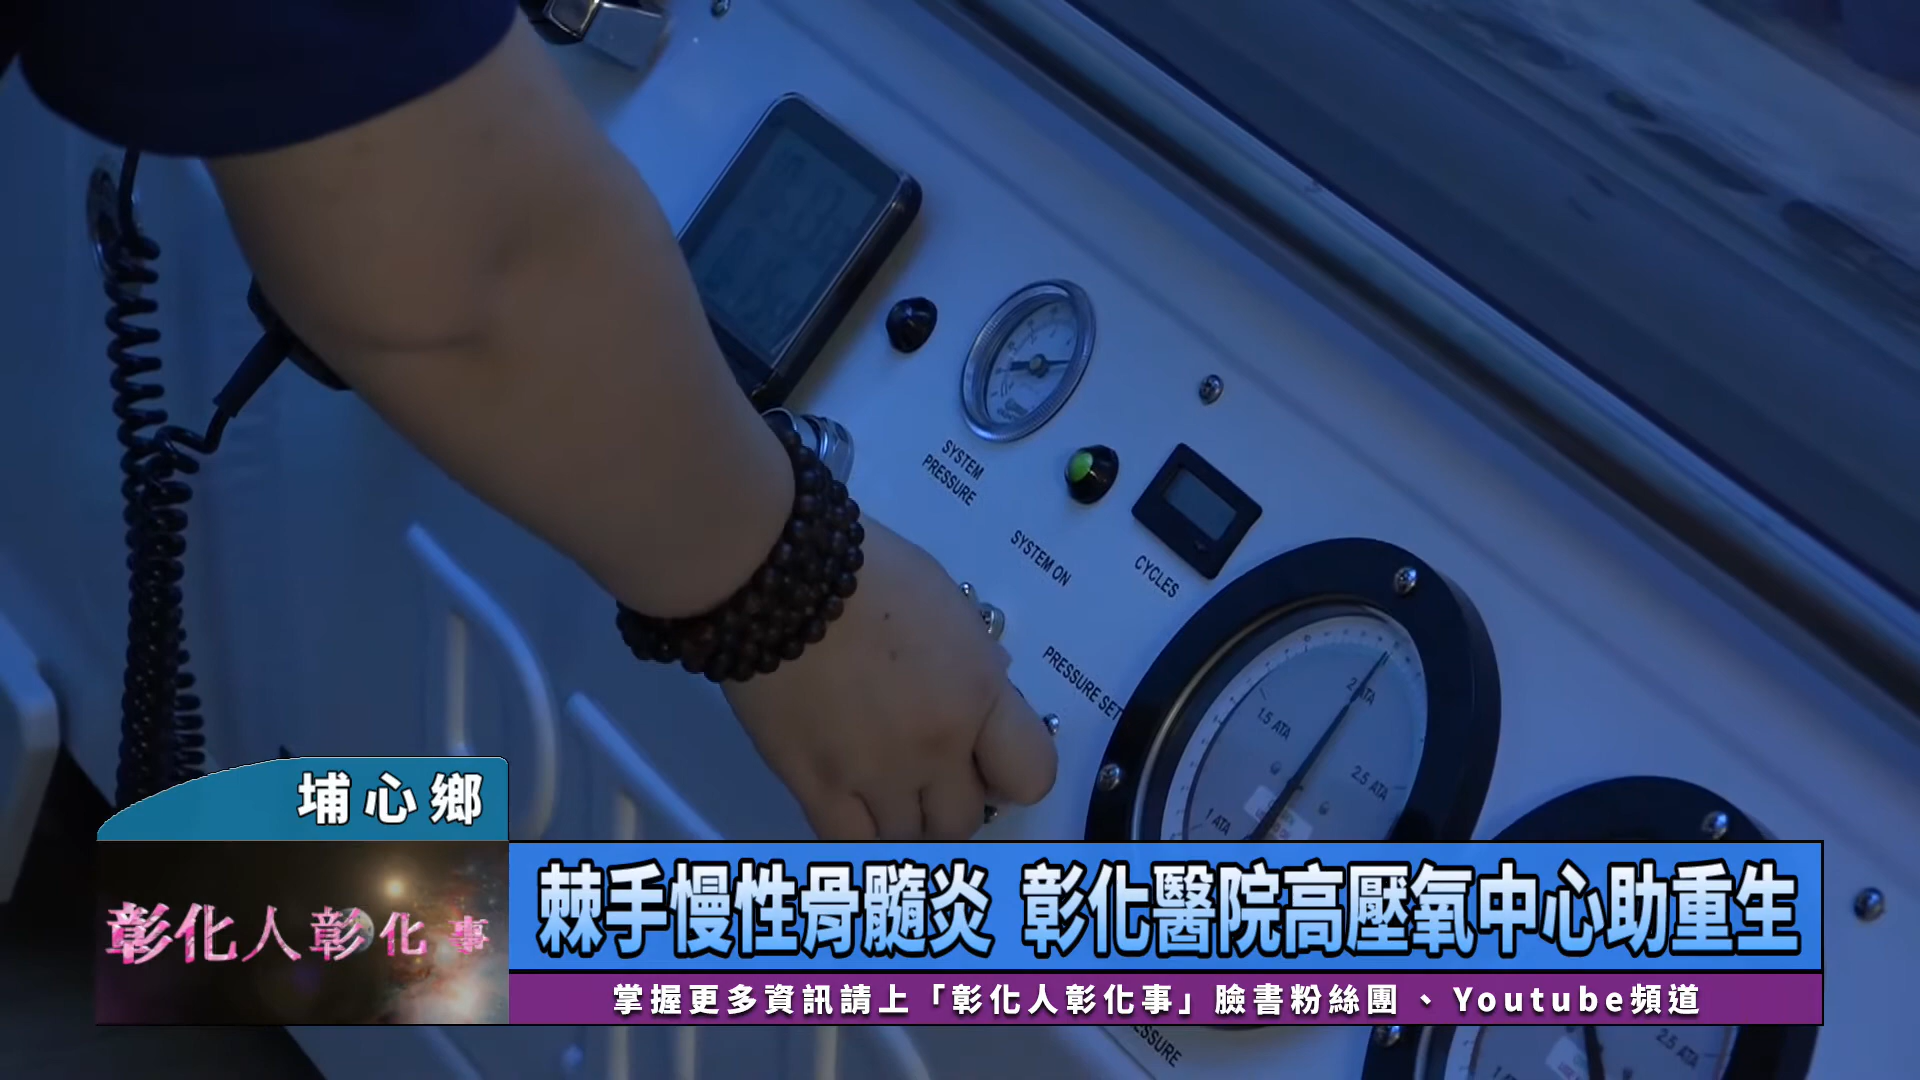 SYSTEM
PRESSURE
SYSTEM ON
CYCLES
PRESSURE SET
2 ATA
1.5 ATA
2.5 ATA
1 ATA
埔心鄉
彰化人彰化事
棘手慢性骨髓炎 彰化醫院高壓氧中心助重生
掌握更多資訊請上「彰化人彰化事」臉書粉絲團、Youtube頻道
2.5 ATA